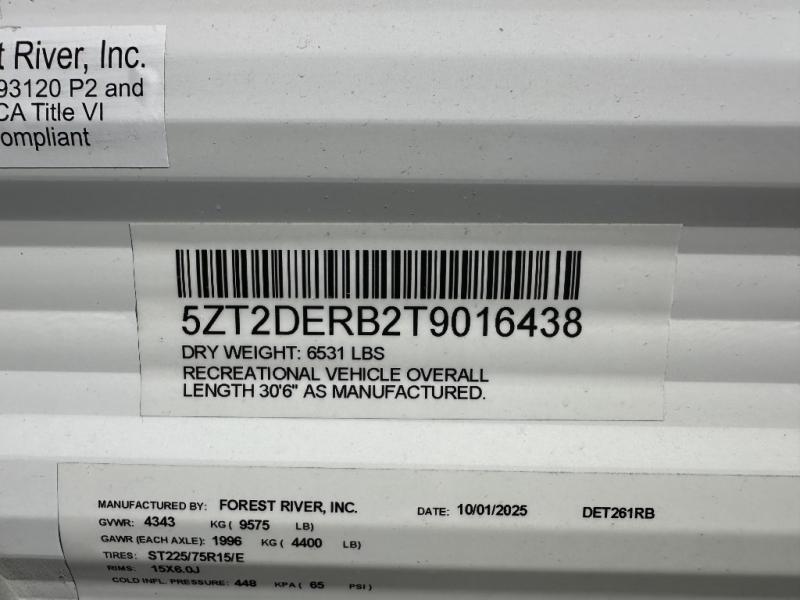 t River, Inc.
93120 P2 and
CA Title VI
ompliant
5ZT2DERB2T9016438
DRY WEIGHT: 6531 LBS
RECREATIONAL VEHICLE OVERALL
LENGTH 30'6" AS MANUFACTURED.
MANUFACTURED BY: FOREST RIVER, INC. DATE: 10/01/2025 DET261RB
GVWR: 4343 KG ( 9575 LB)
GAWR (EACH AXLE): 1996 KG ( 4400 LB)
TIRES: ST225/75R15/E
RIMS: 15X6.0J
COLD INFL. PRESSURE: 448 KPA ( 65 PSI )